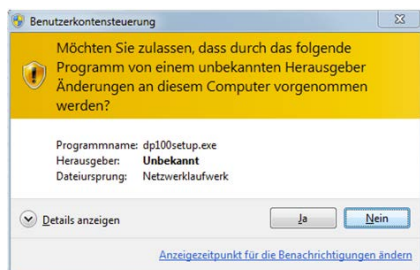 Benutzerkontensteuerung
Möchten Sie zulassen, dass durch das folgende
Programm von einem unbekannten Herausgeber
Änderungen an diesem Computer vorgenommen
werden?
Programmname: dp100setup.exe
Herausgeber: Unbekannt
Dateiursprung: Netzwerklaufwerk
Details anzeigen
Ja
Nein
Anzeigezeitpunkt für die Benachrichtigungen ändern